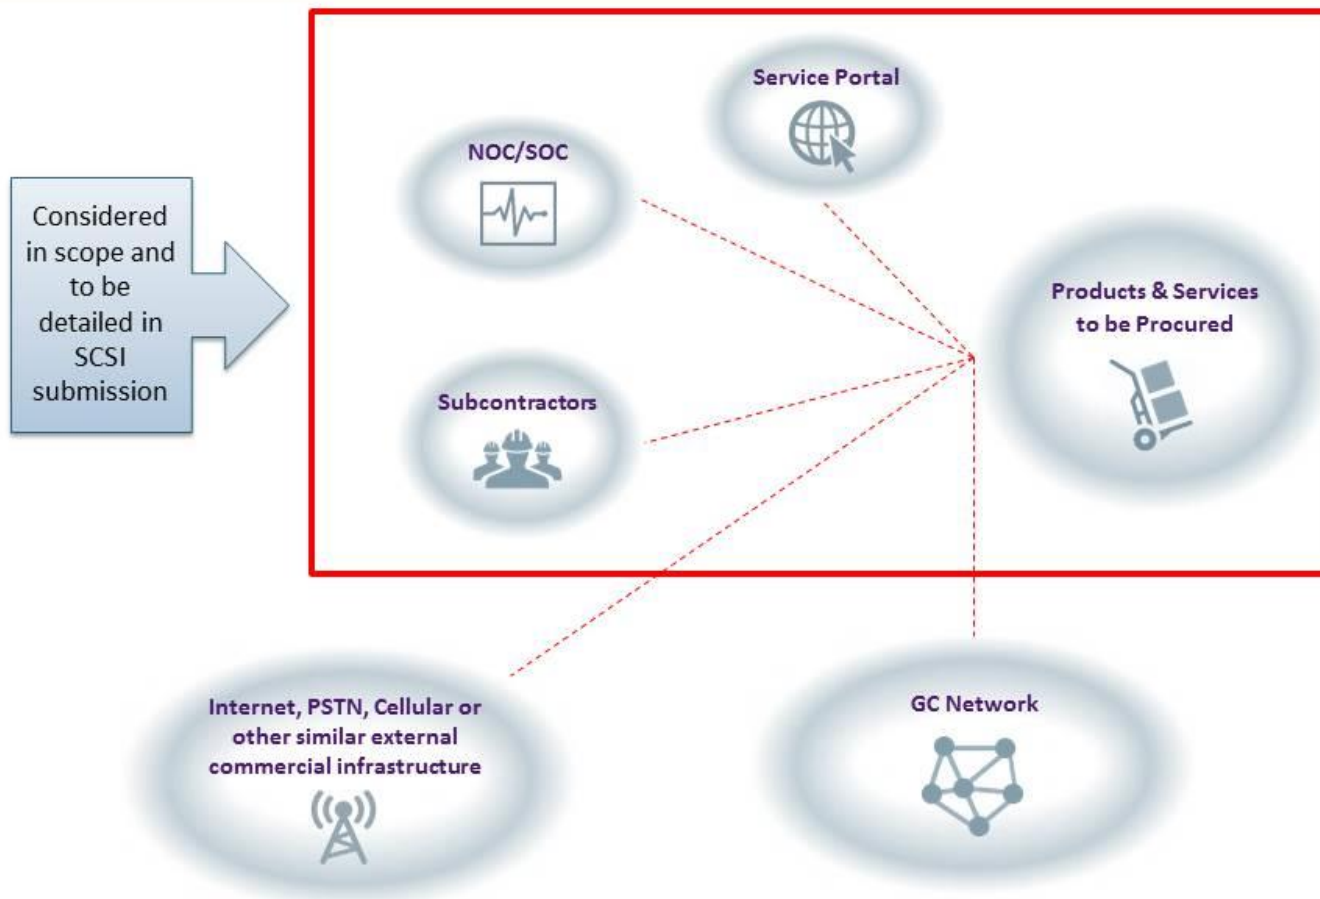 Considered
in scope and
to be
detailed in
SCSI
submission
Service Portal
NOC/SOC
Products & Services
to be Procured
Subcontractors
Internet, PSTN, Cellular or
other similar external
commercial infrastructure
GC Network